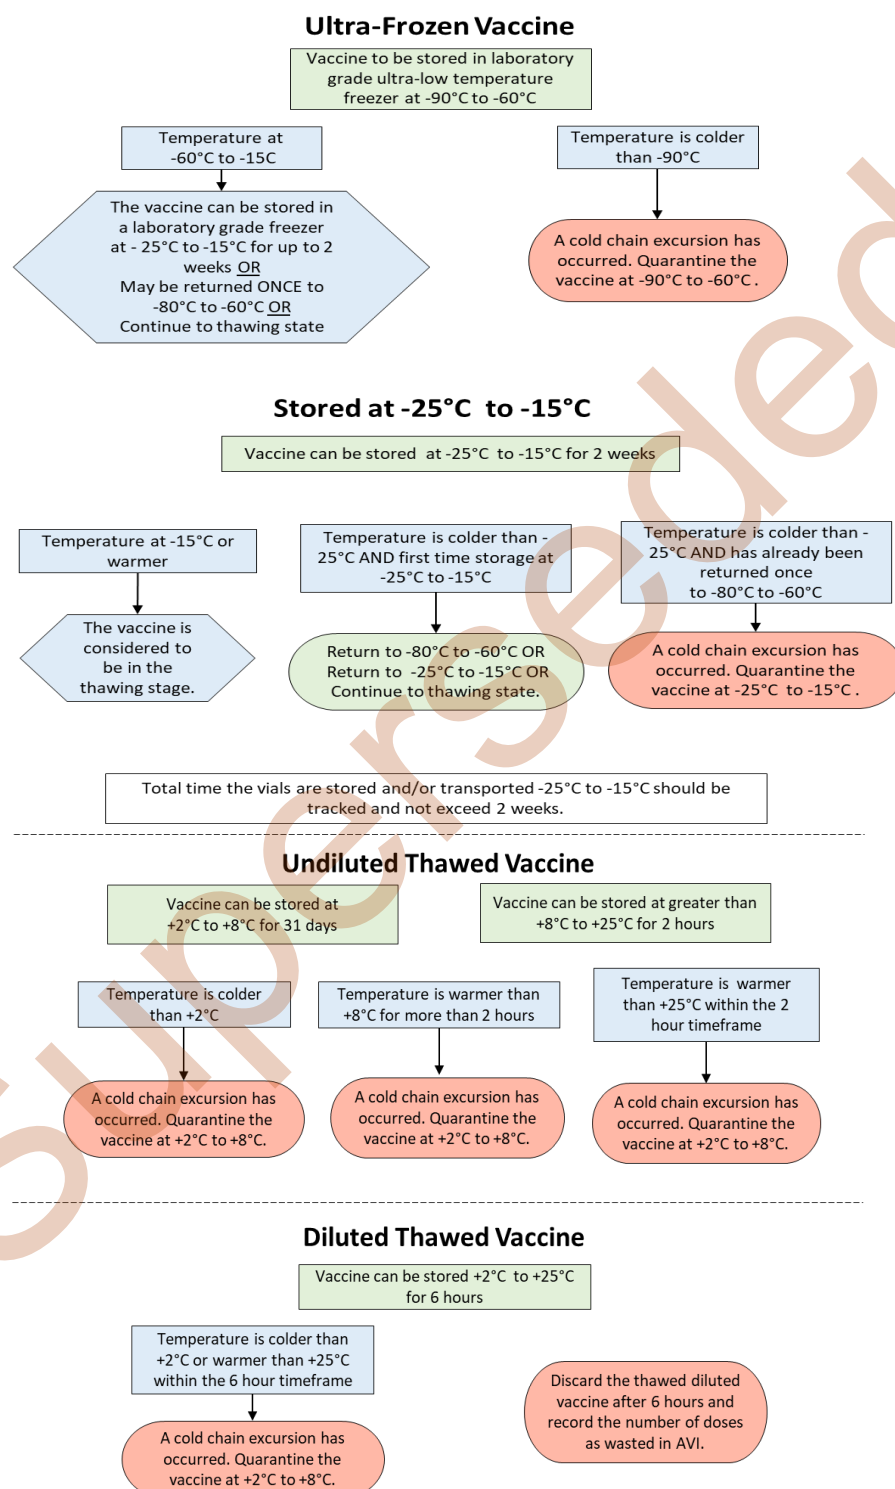 Ultra-Frozen Vaccine
Vaccine to be stored in laboratory
grade ultra-low temperature
freezer at -90°C to -60°C
Temperature at
-60°C to -15C
Temperature is colder
than -90°C
The vaccine can be stored in
a laboratory grade freezer
at - 25°C to -15°C for up to 2
weeks OR
May be returned ONCE to
-80°C to -60°C OR
Continue to thawing state
A cold chain excursion has
occurred. Quarantine the
vaccine at -90°C to -60°C .
Stored at -25°C to -15°C
Vaccine can be stored at -25°C to -15°C for 2 weeks
Temperature at -15°C or
warmer
Temperature is colder than -
25°C AND first time storage at
-25°C to -15°C
Temperature is colder than -
25°C AND has already been
returned once
to -80°C to -60°C
The vaccine is
considered to
be in the
thawing stage.
Return to -80°C to -60°C OR
Return to -25°C to -15°C OR
Continue to thawing state.
A cold chain excursion has
occurred. Quarantine the
vaccine at -25°C to -15°C .
Total time the vials are stored and/or transported -25°C to -15°C should be
tracked and not exceed 2 weeks.
Undiluted Thawed Vaccine
Vaccine can be stored at
+2°C to +8°C for 31 days
Vaccine can be stored at greater than
+8°C to +25°C for 2 hours
Temperature is colder
than +2°C
Temperature is warmer than
+8°C for more than 2 hours
Temperature is warmer
than +25°C within the 2
hour timeframe
A cold chain excursion has
occurred. Quarantine the
vaccine at +2°C to +8°C.
A cold chain excursion has
occurred. Quarantine the
vaccine at +2°C to +8°C.
A cold chain excursion has
occurred. Quarantine the
vaccine at +2°C to +8°C.
Diluted Thawed Vaccine
Vaccine can be stored +2°C to +25°C
for 6 hours
Temperature is colder than
+2°C or warmer than +25°C
within the 6 hour timeframe
A cold chain excursion has
occurred. Quarantine the
vaccine at +2°C to +8°C.
Discard the thawed diluted
vaccine after 6 hours and
record the number of doses
as wasted in AVI.
Superseded